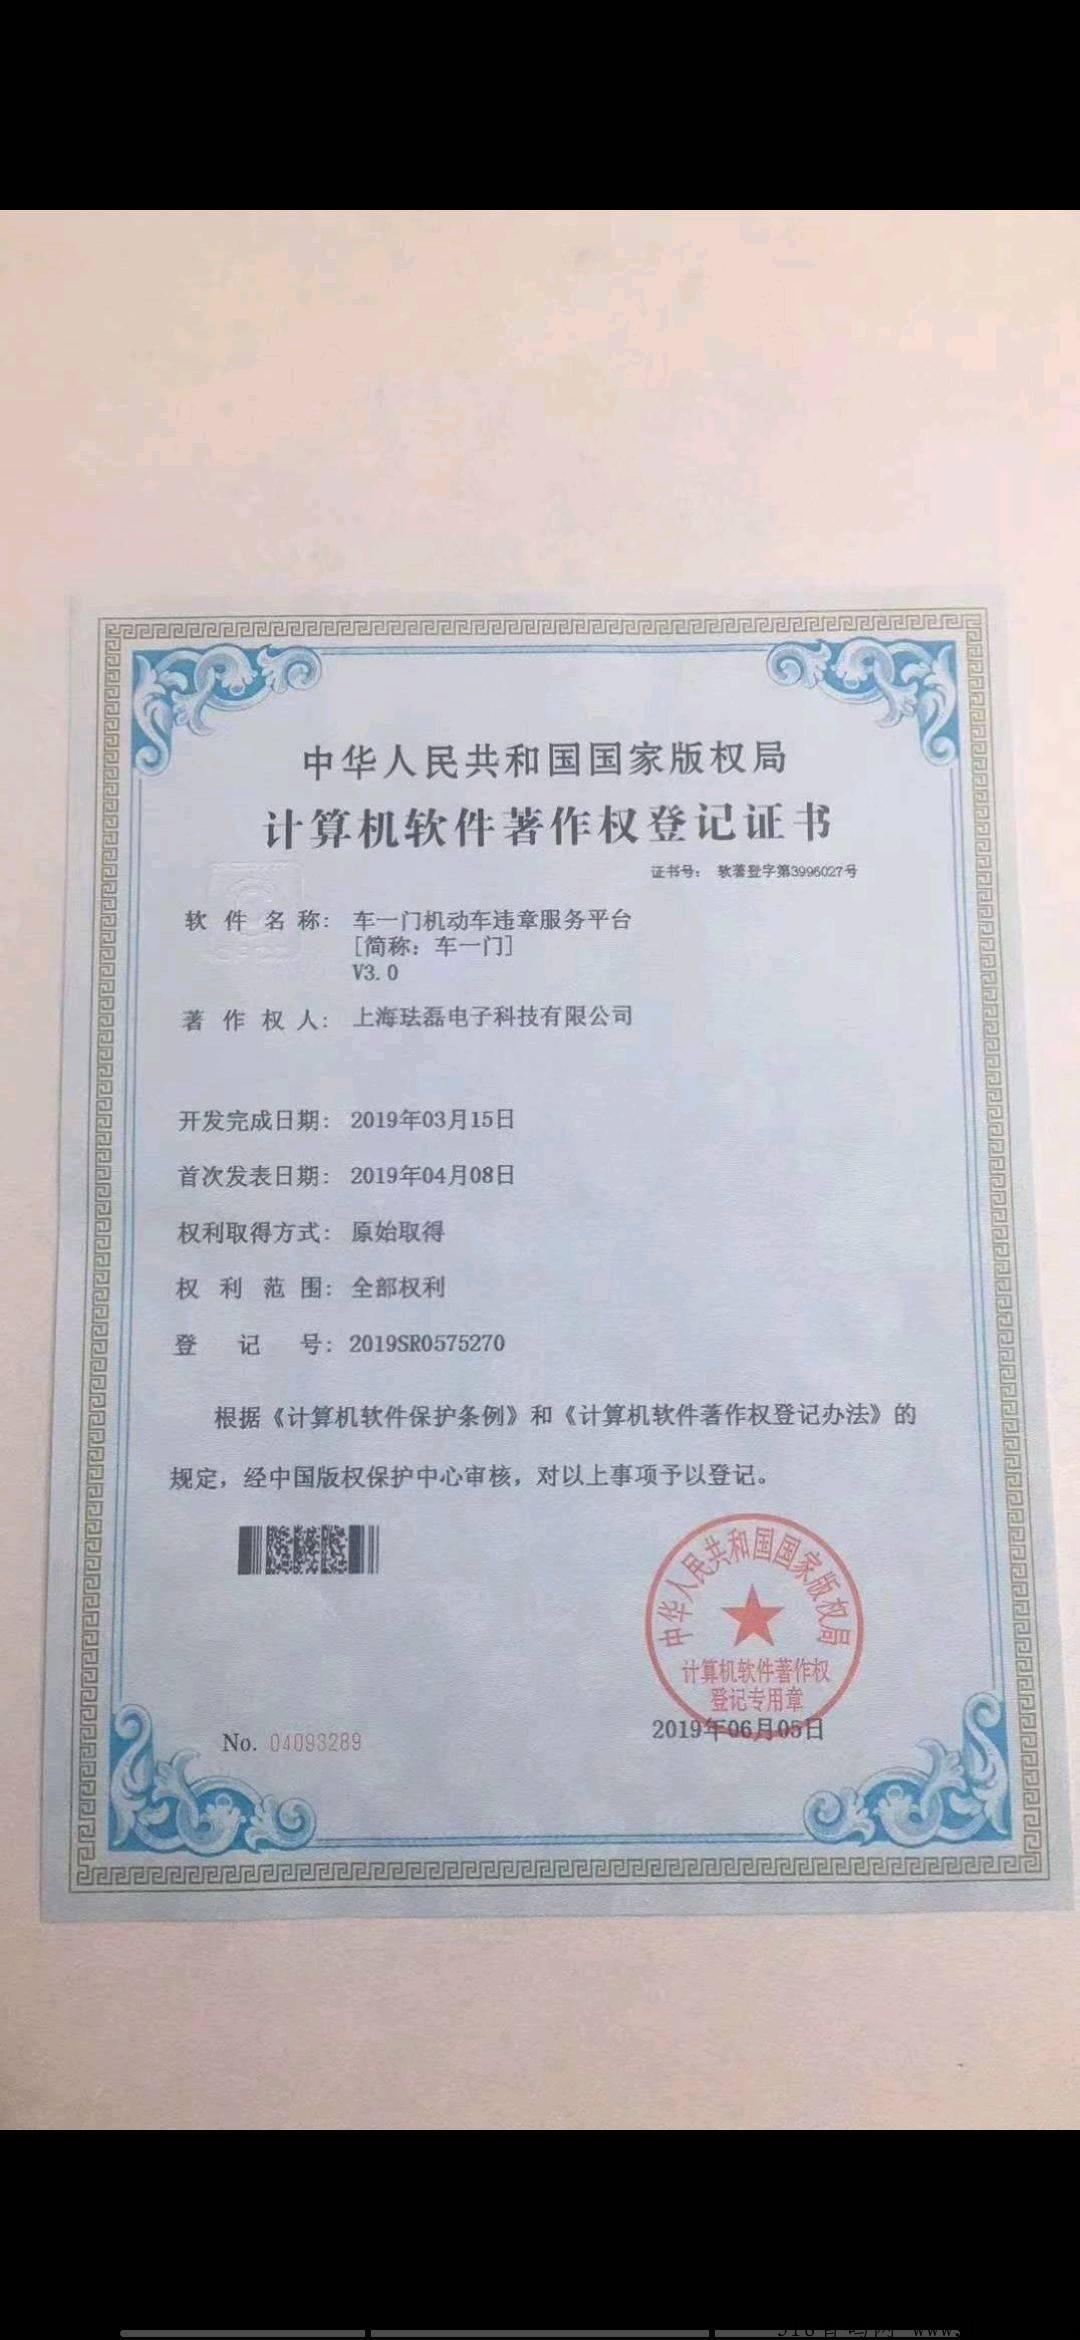 中华人民共和国国家版权局
计算机软件著作权登记证书
证书号： 软著登字第3996027号
软件名称： 车一门机动车违章服务平台
[简称：车一门]
V3.0
著作权人： 上海珐磊电子科技有限公司
开发完成日期： 2019年03月15日
首次发表日期： 2019年04月08日
权利取得方式： 原始取得
权利范围： 全部权利
登记号： 2019SR0575270
根据《计算机软件保护条例》和《计算机软件著作权登记办法》的
规定，经中国版权保护中心审核，对以上事项予以登记。
中华人民共和国国家版权局
计算机软件著作权
登记专用章
2019年06月05日
No. 04093289